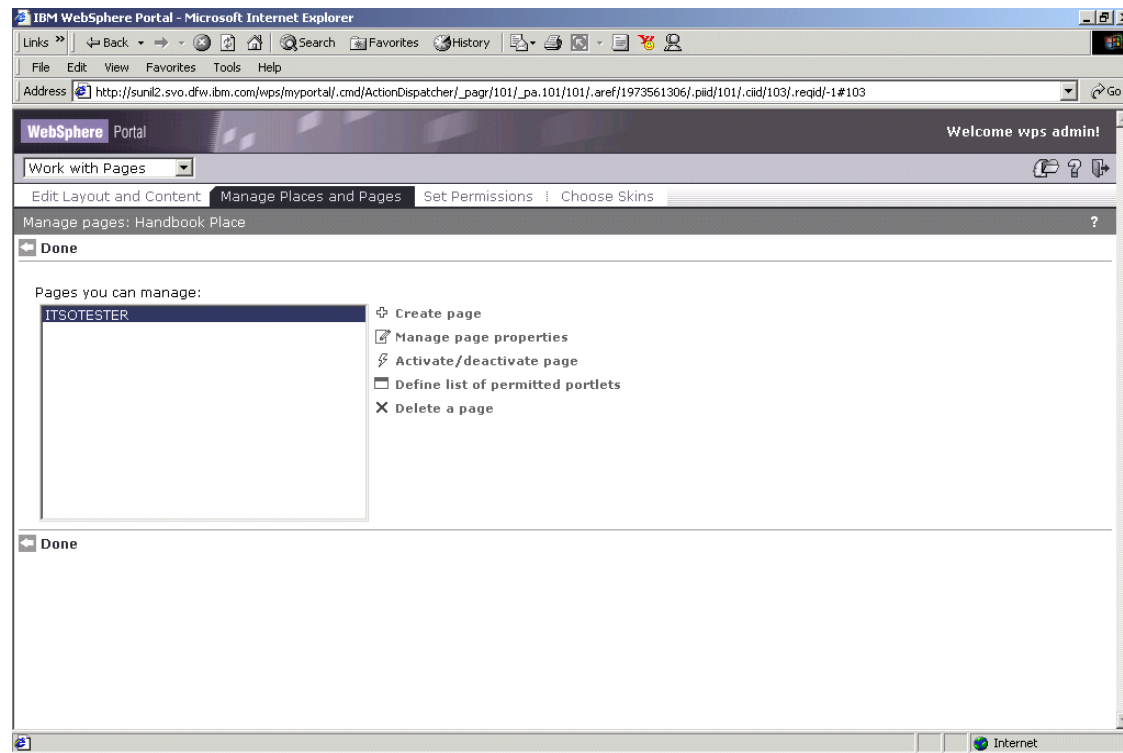 IBM WebSphere Portal - Microsoft Internet Explorer
Links » Back Search Favorites History
File Edit View Favorites Tools Help
Address http://sunil2.svo.dfw.ibm.com/wps/myportal/.cmd/ActionDispatcher/_pagr/101/_pa.101/101/.aref/1973561306/.piid/101/.ciid/103/.reqid/-1#103 Go
WebSphere Portal Welcome wps admin!
Work with Pages ?
Edit Layout and Content Manage Places and Pages Set Permissions Choose Skins
Manage pages: Handbook Place ?
Done
Pages you can manage:
ITSOTESTER
Create page
Manage page properties
Activate/deactivate page
Define list of permitted portlets
Delete a page
Done
Internet